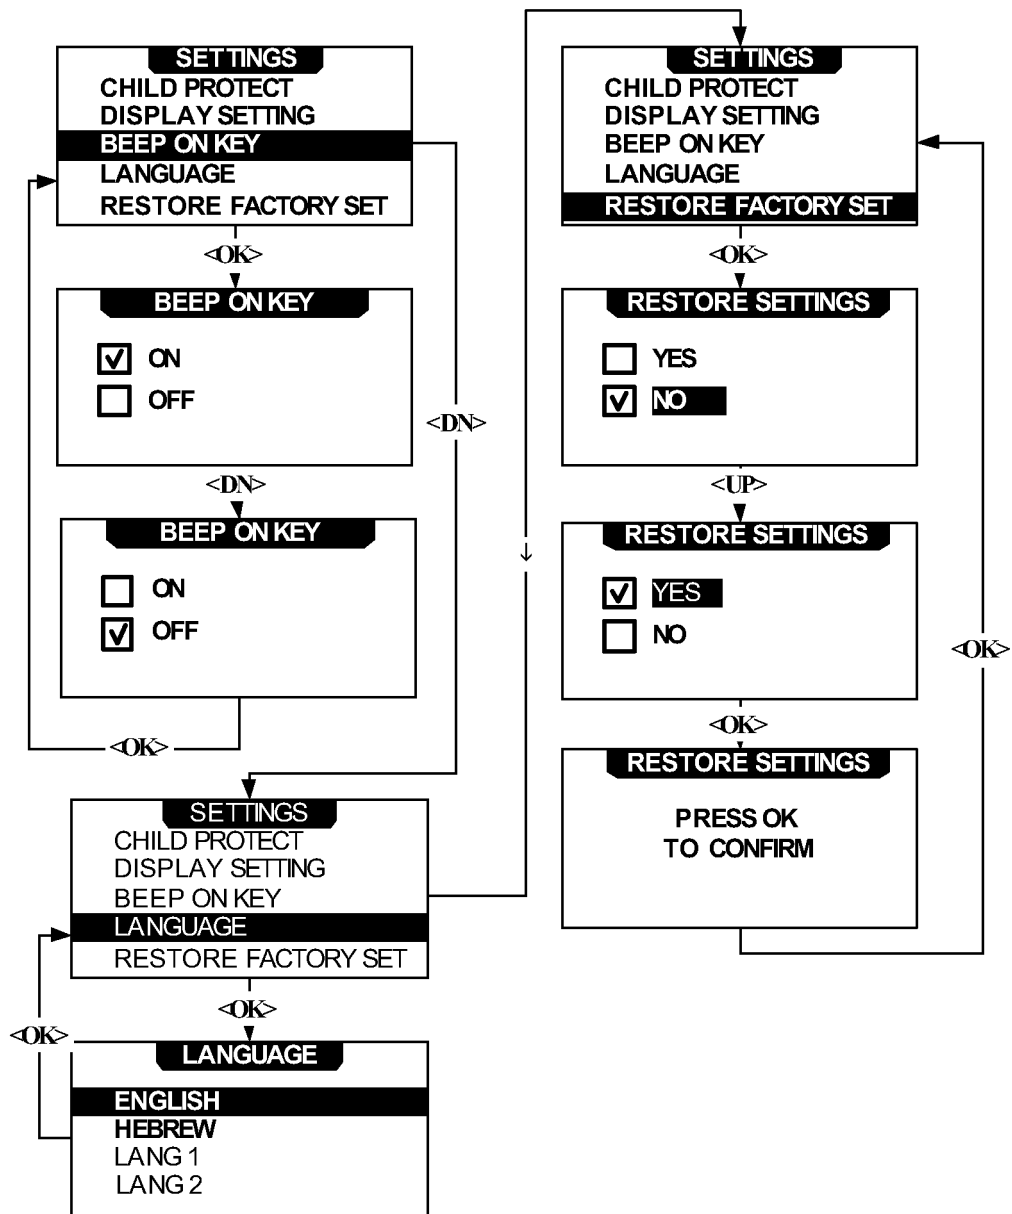 SETTINGS
CHILD PROTECT
DISPLAY SETTING
BEEP ON KEY
LANGUAGE
RESTORE FACTORY SET
<OK>
BEEP ON KEY
ON
OFF
<DN>
<DN>
BEEP ON KEY
ON
OFF
<OK>
SETTINGS
CHILD PROTECT
DISPLAY SETTING
BEEP ON KEY
LANGUAGE
RESTORE FACTORY SET
<OK>
<OK>
LANGUAGE
ENGLISH
HEBREW
LANG 1
LANG 2
SETTINGS
CHILD PROTECT
DISPLAY SETTING
BEEP ON KEY
LANGUAGE
RESTORE FACTORY SET
<OK>
RESTORE SETTINGS
YES
NO
<UP>
RESTORE SETTINGS
YES
NO
<OK>
<OK>
RESTORE SETTINGS
PRESS OK
TO CONFIRM